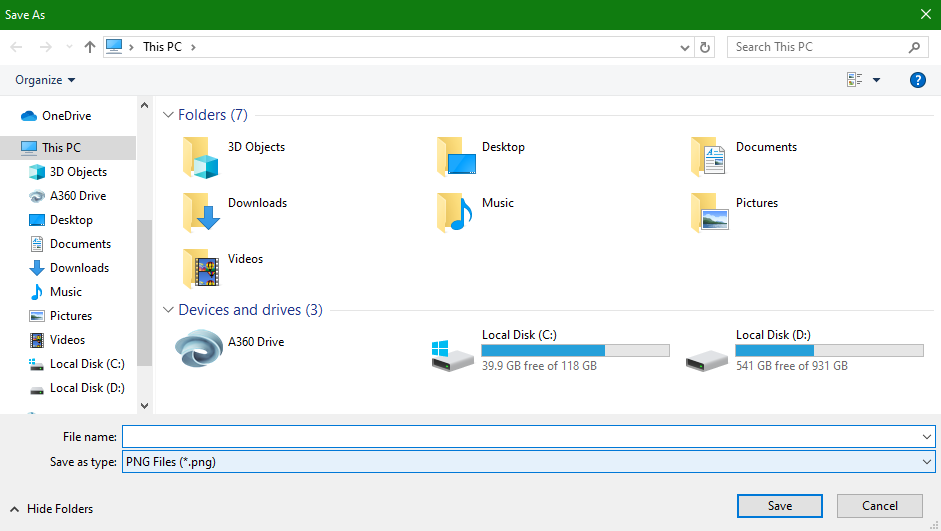 Save As
This PC
Search This PC
Organize
OneDrive
This PC
3D Objects
A360 Drive
Desktop
Documents
Downloads
Music
Pictures
Videos
Local Disk (C:)
Local Disk (D:)
Folders (7)
3D Objects
Desktop
Documents
Downloads
Music
Pictures
Videos
Devices and drives (3)
A360 Drive
Local Disk (C:)
39.9 GB free of 118 GB
Local Disk (D:)
541 GB free of 931 GB
File name:
Save as type: PNG Files (*.png)
Hide Folders
Save
Cancel